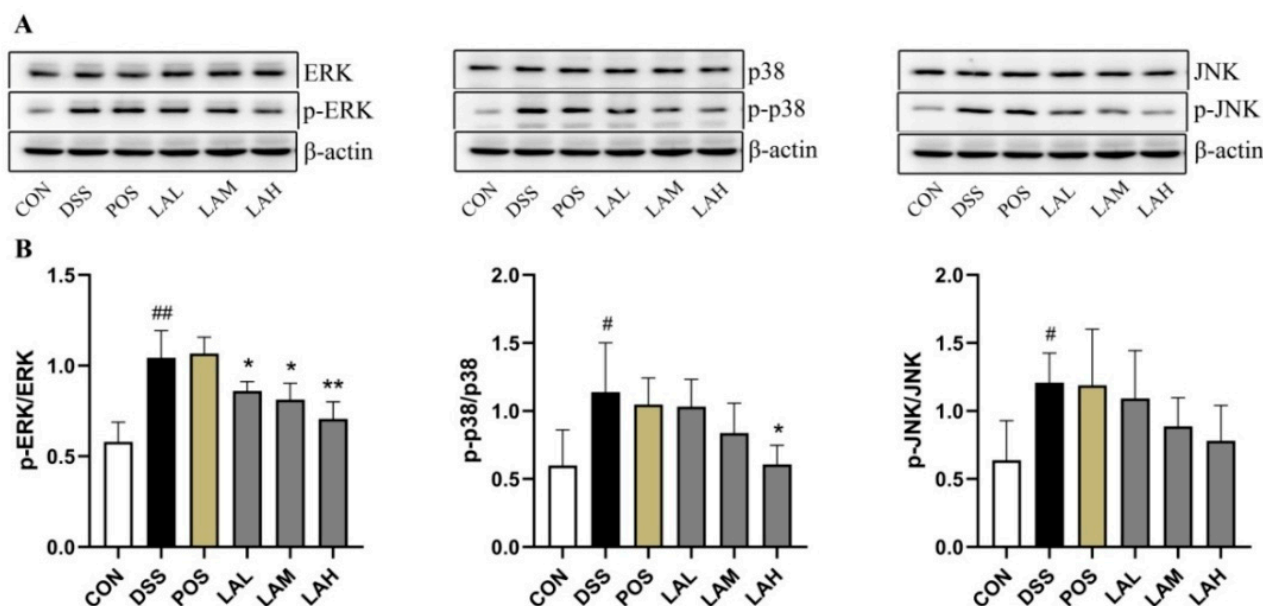 A
ERK
p-ERK
β-actin
CON DSS POS LAL LAM LAH
p38
p-p38
β-actin
CON DSS POS LAL LAM LAH
JNK
p-JNK
β-actin
CON DSS POS LAL LAM LAH
B
p-ERK/ERK
1.5
1.0
0.5
0.0
##
*
*
**
CON DSS POS LAL LAM LAH
p-p38/p38
2.0
1.5
1.0
0.5
0.0
#
*
CON DSS POS LAL LAM LAH
p-JNK/JNK
2.0
1.5
1.0
0.5
0.0
#
CON DSS POS LAL LAM LAH